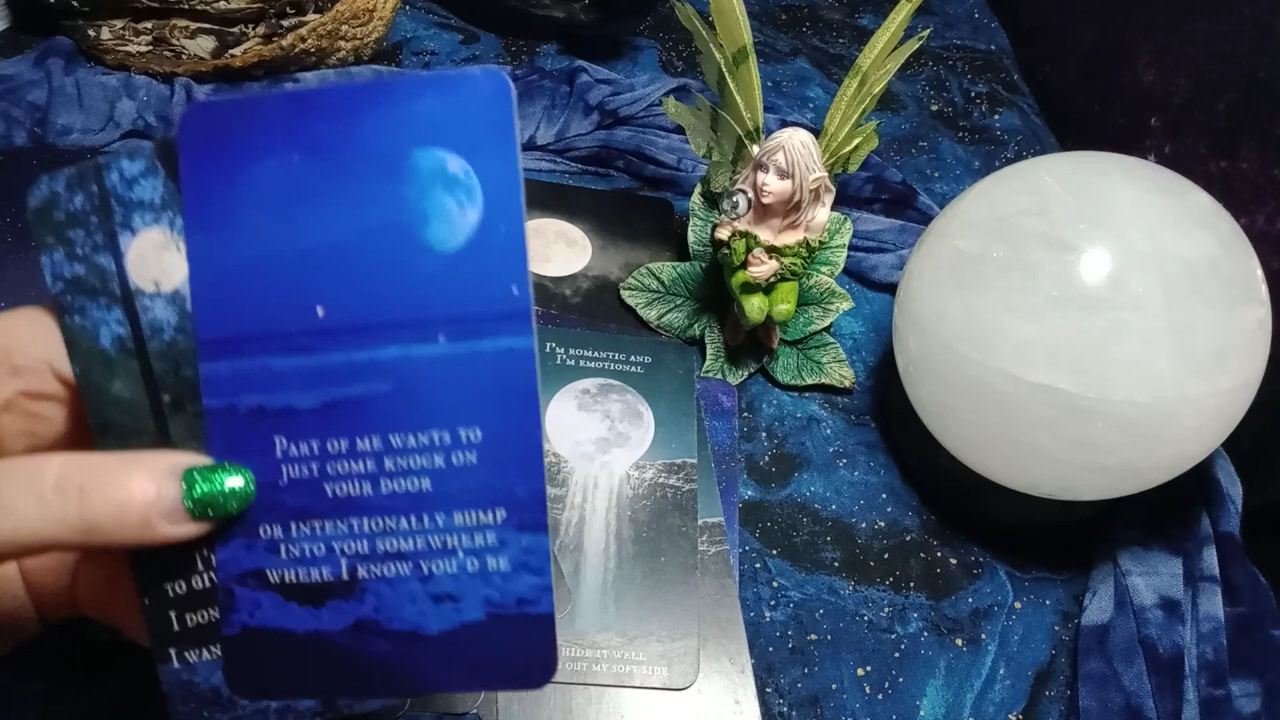 Part of me wants to
just come knock on
your door
or intentionally bump
into you somewhere
where I know you'd be
I'm romantic and
I'm emotional
hide it well
out my soft side
to
I don
I wan